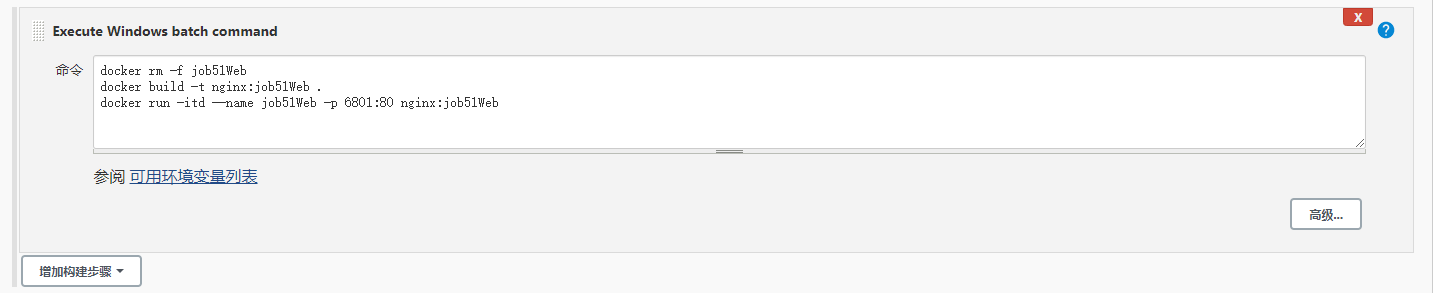 Execute Windows batch command
X
?
命令
docker rm -f job51Web
docker build -t nginx:job51Web .
docker run -itd --name job51Web -p 6801:80 nginx:job51Web
参阅 可用环境变量列表
高级...
增加构建步骤